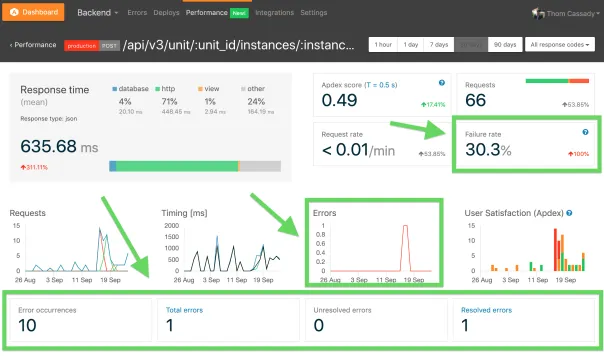 Dashboard Backend Errors Deploys Performance New! Integrations Settings Thom Cassady
‹ Performance production POST /api/v3/unit/:unit_id/instances/:instanc... 1 hour 1 day 7 days 90 days All response codes
Response time
(mean)
Response type: json
database http view other
4% 71% 1% 24%
20.10 ms 448.45 ms 2.94 ms 164.15 ms
635.68 ms
311.11%
Apdex score (T = 0.5 s)
0.49
17.41%
Requests
66
53.85%
Request rate
< 0.01/min
53.85%
Failure rate
30.3%
100%
Requests
15
10
5
0
26 Aug 3 Sep 11 Sep 19 Sep
Timing [ms]
2000
1500
1000
500
0
26 Aug 3 Sep 11 Sep 19 Sep
Errors
1
0.8
0.6
0.4
0.2
0
26 Aug 3 Sep 11 Sep 19 Sep
User Satisfaction (Apdex)
15
10
5
0
26 Aug 3 Sep 11 Sep 19 Sep
Error occurrences
10
Total errors
1
Unresolved errors
0
Resolved errors
1